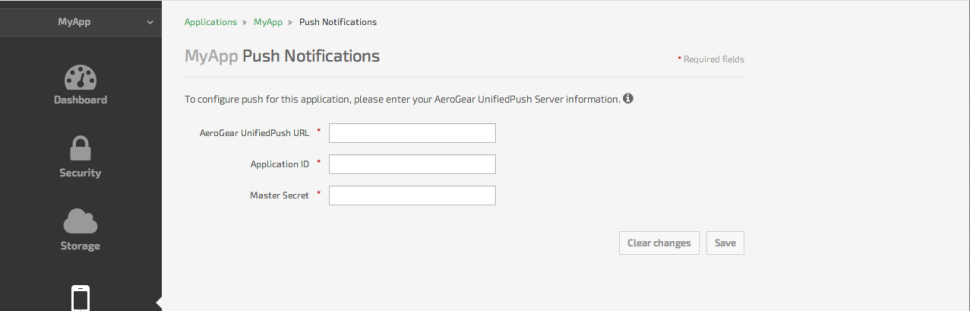 MyApp
Dashboard
Security
Storage
Applications » MyApp » Push Notifications
MyApp Push Notifications
* Required fields
To configure push for this application, please enter your AeroGear UnifiedPush Server information.
AeroGear UnifiedPush URL *
Application ID *
Master Secret *
Clear changes
Save